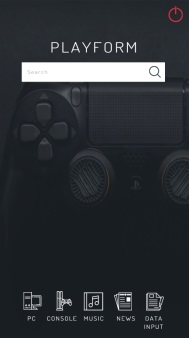 PLAYFORM
Search
PC
CONSOLE
MUSIC
NEWS
DATA
INPUT